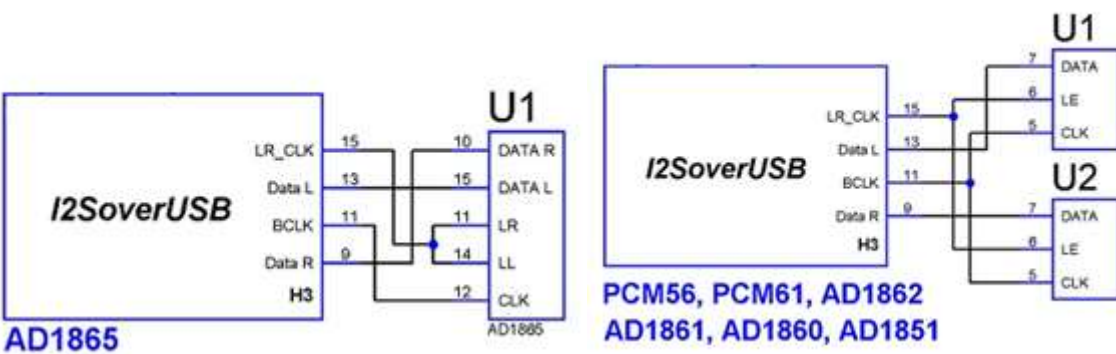 U1
I2SoverUSB
LR_CLK 15 10 DATA R
Data L 13 15 DATA L
BCLK 11 11 LR
Data R 9 14 LL
H3 12 CLK
AD1865
AD1865
U1
7 DATA
LR_CLK 15 6 LE
Data L 13 5 CLK
I2SoverUSB
BCLK 11
U2
Data R 9 7 DATA
H3 6 LE
5 CLK
PCM56, PCM61, AD1862
AD1861, AD1860, AD1851